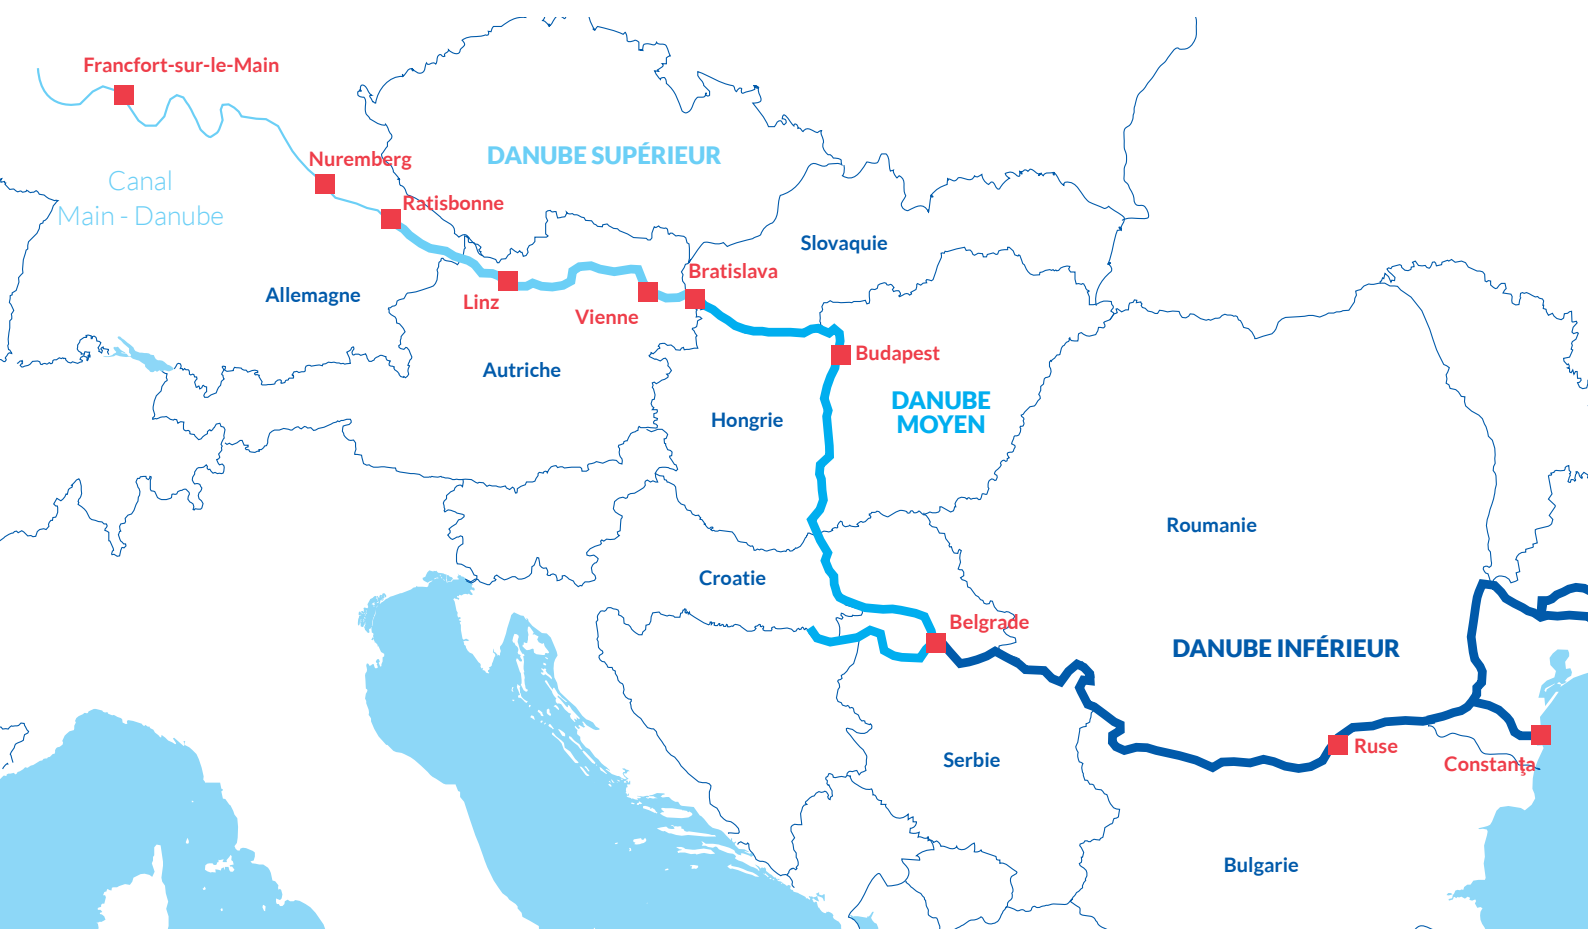 Francfort-sur-le-Main
Nuremberg
DANUBE SUPÉRIEUR
Canal
Main - Danube
Ratisbonne
Slovaquie
Bratislava
Allemagne
Linz
Vienne
Budapest
Autriche
DANUBE
MOYEN
Hongrie
Roumanie
Croatie
Belgrade
DANUBE INFÉRIEUR
Ruse
Serbie
Constanța
Bulgarie